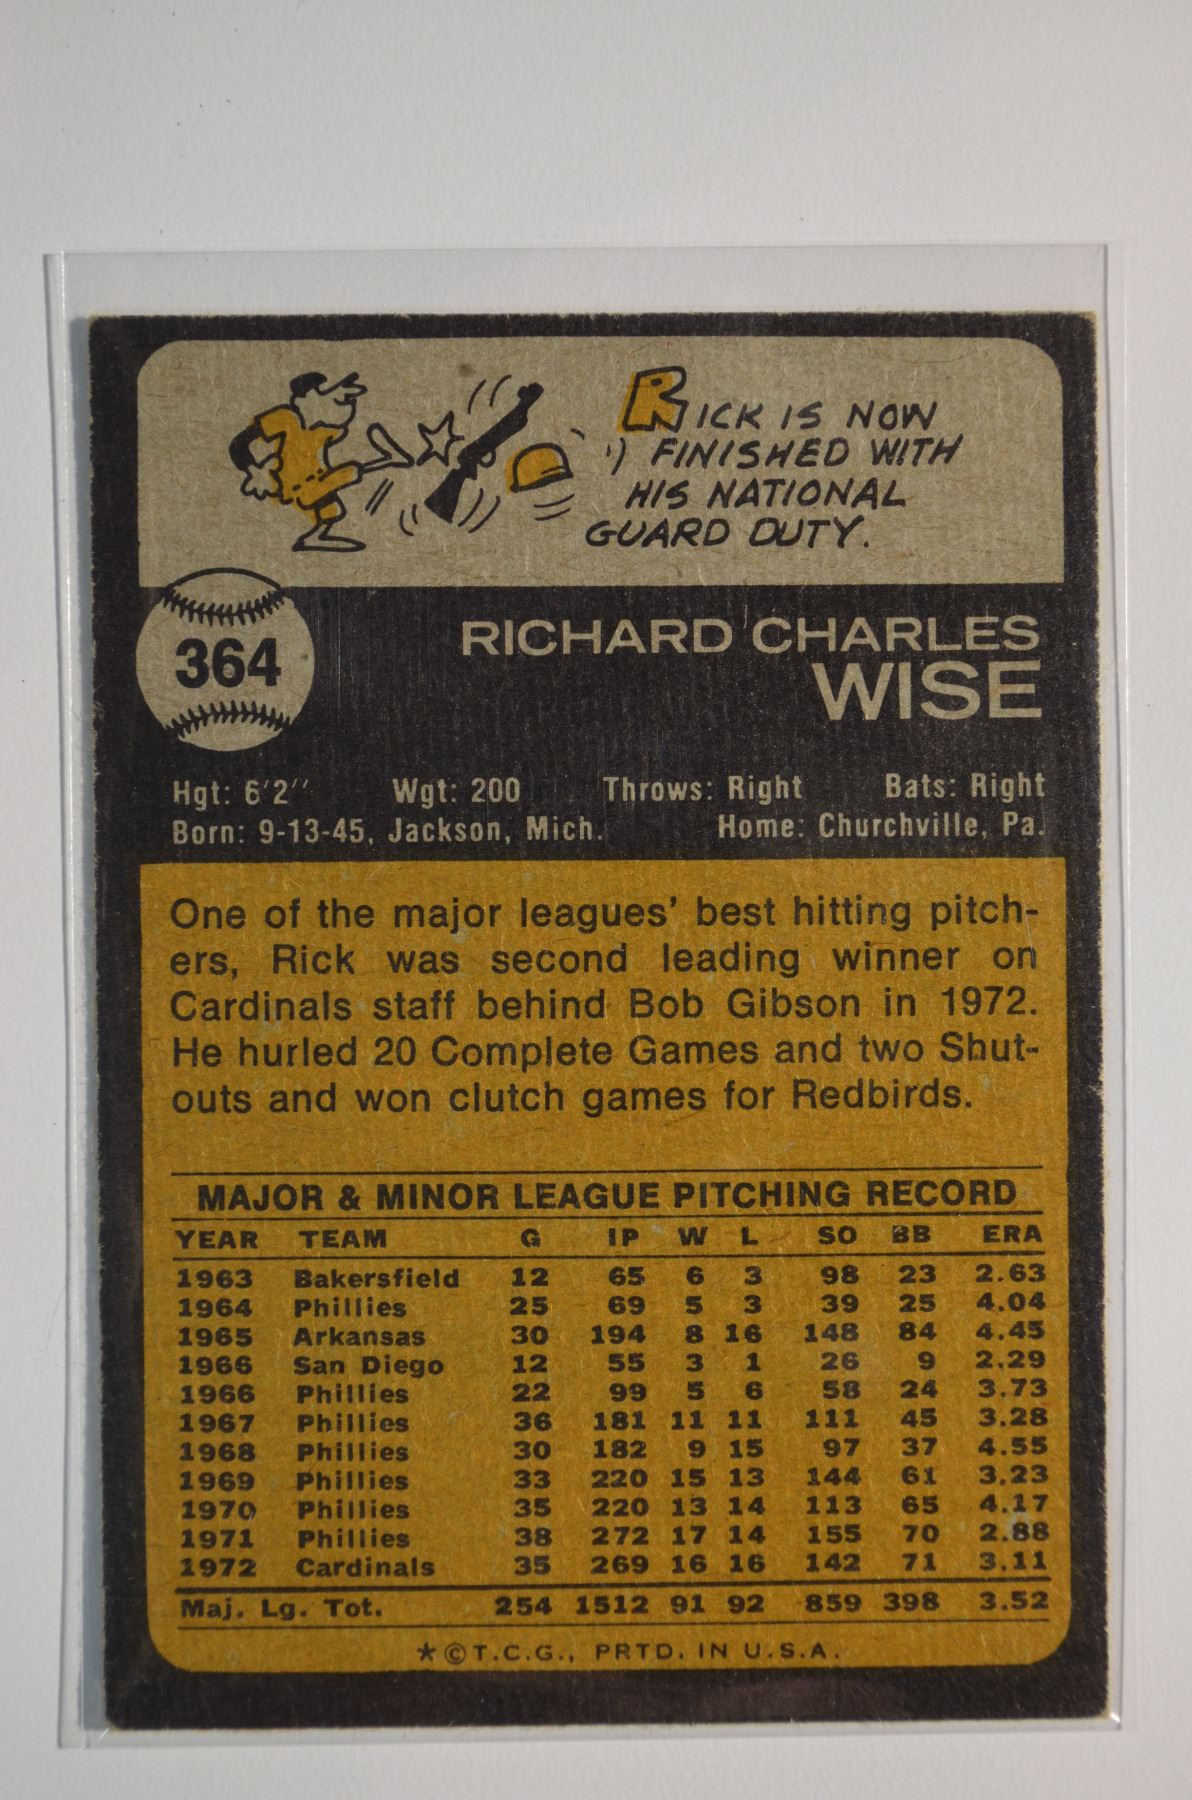 RICK IS NOW
FINISHED WITH
HIS NATIONAL
GUARD DUTY.
364
RICHARD CHARLES
WISE
Hgt: 6'2'' Wgt: 200 Throws: Right Bats: Right
Born: 9-13-45, Jackson, Mich. Home: Churchville, Pa.
One of the major leagues' best hitting pitch-
ers, Rick was second leading winner on
Cardinals staff behind Bob Gibson in 1972.
He hurled 20 Complete Games and two Shut-
outs and won clutch games for Redbirds.
MAJOR & MINOR LEAGUE PITCHING RECORD
YEAR TEAM G IP W L SO BB ERA
1963 Bakersfield 12 65 6 3 98 23 2.63
1964 Phillies 25 69 5 3 39 25 4.04
1965 Arkansas 30 194 8 16 148 84 4.45
1966 San Diego 12 55 3 1 26 9 2.29
1966 Phillies 22 99 5 6 58 24 3.73
1967 Phillies 36 181 11 11 111 45 3.28
1968 Phillies 30 182 9 15 97 37 4.55
1969 Phillies 33 220 15 13 144 61 3.23
1970 Phillies 35 220 13 14 113 65 4.17
1971 Phillies 38 272 17 14 155 70 2.88
1972 Cardinals 35 269 16 16 142 71 3.11
Maj. Lg. Tot. 254 1512 91 92 859 398 3.52
★©T.C.G., PRTD. IN U.S.A.